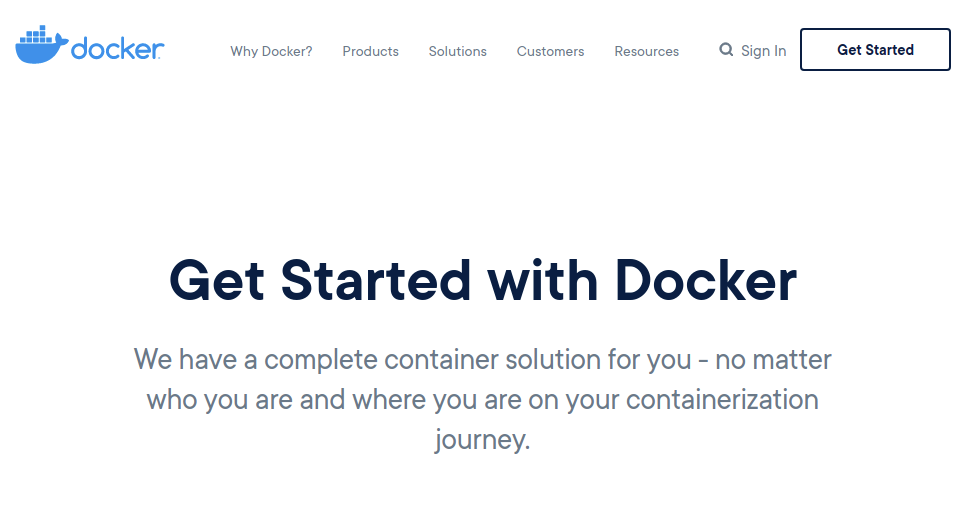 docker
Why Docker? Products Solutions Customers Resources Sign In Get Started
Get Started with Docker
We have a complete container solution for you - no matter
who you are and where you are on your containerization
journey.